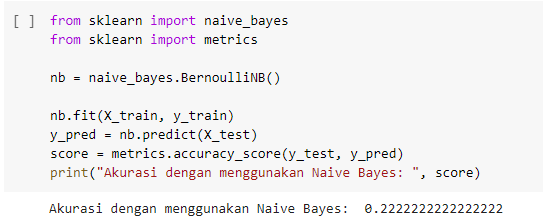 [ ] from sklearn import naive_bayes
from sklearn import metrics
nb = naive_bayes.BernoulliNB()
nb.fit(X_train, y_train)
y_pred = nb.predict(X_test)
score = metrics.accuracy_score(y_test, y_pred)
print("Akurasi dengan menggunakan Naive Bayes: ", score)
Akurasi dengan menggunakan Naive Bayes:  0.2222222222222222